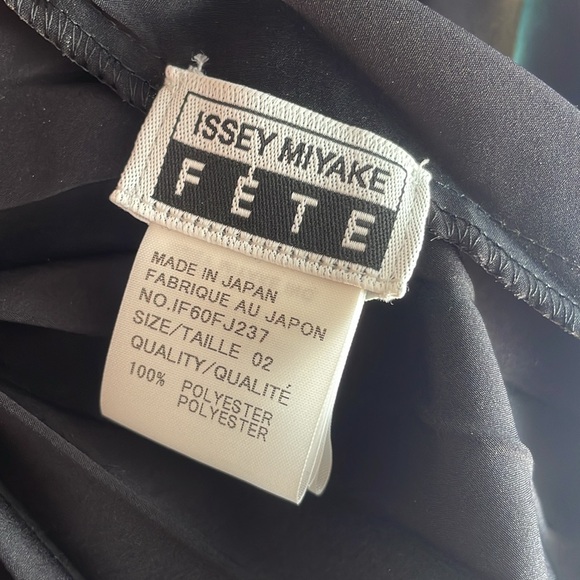 ISSEY MIYAKE
FÊTE
MADE IN JAPAN
FABRIQUE AU JAPON
NO.IF60FJ237
SIZE/TAILLE 02
QUALITY/QUALITÉ
100% POLYESTER
POLYESTER